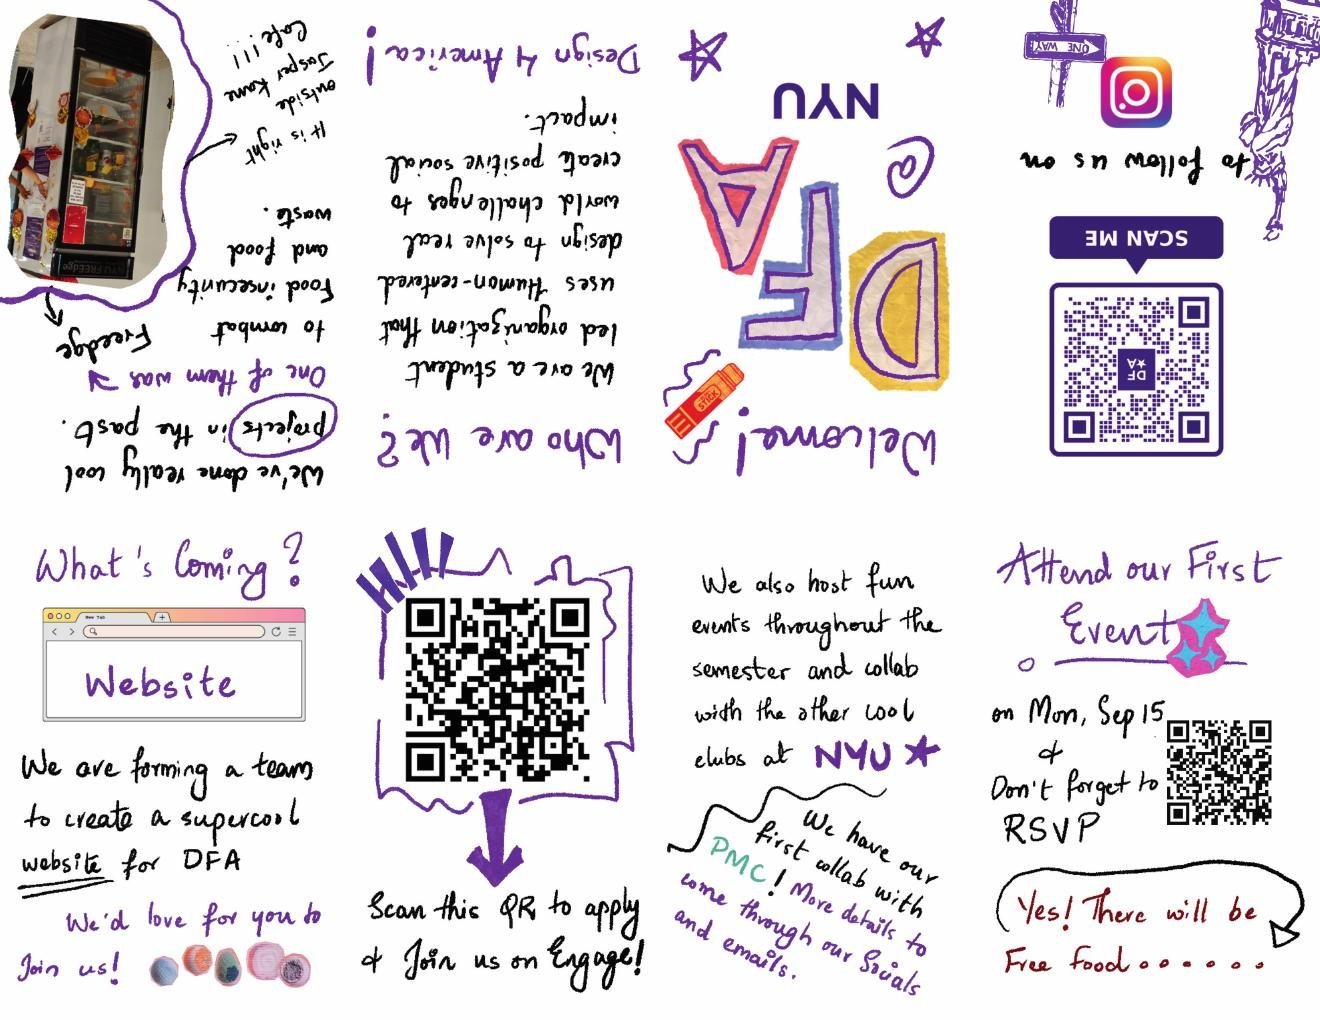 Welcome!
STICK
DFA
@
NYU
Who are We?
We are a student
led organization that
uses Human-centered
design to solve real
world challenges to
create positive social
impact.
Design 4 America!
We've done really cool
projects in the past.
One of them was
Freedge
to combat
Food insecurity
and food
waste.
NYU FREEdge
It is right
outside
Jasper Kane
Cafe!!!
What's Coming?
New Tab
Website
We are forming a team
to create a supercool
website for DFA
We'd love for you to
Join us!
Scan this QR to apply
& Join us on Engage!
We also host fun
events throughout the
semester and collab
with the other cool
clubs at NYU
We have our
first collab with
PMC! More details to
come through our Socials
and emails.
Attend our First
Event
on Mon, Sep 15
&
Don't forget to
RSVP
Yes! There will be
Free food.......
DF
A
SCAN ME
to follow us on
ONE WAY